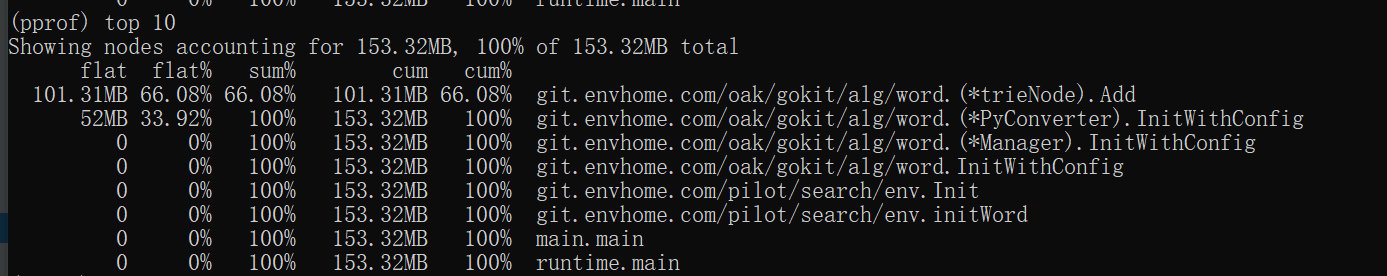 0 0% 100% 153.32MB 100% runtime.main
(pprof) top 10
Showing nodes accounting for 153.32MB, 100% of 153.32MB total
flat flat% sum% cum cum%
101.31MB 66.08% 66.08% 101.31MB 66.08% git.envhome.com/oak/gokit/alg/word.(*trieNode).Add
52MB 33.92% 100% 153.32MB 100% git.envhome.com/oak/gokit/alg/word.(*PyConverter).InitWithConfig
0 0% 100% 153.32MB 100% git.envhome.com/oak/gokit/alg/word.(*Manager).InitWithConfig
0 0% 100% 153.32MB 100% git.envhome.com/oak/gokit/alg/word.InitWithConfig
0 0% 100% 153.32MB 100% git.envhome.com/pilot/search/env.Init
0 0% 100% 153.32MB 100% git.envhome.com/pilot/search/env.initWord
0 0% 100% 153.32MB 100% main.main
0 0% 100% 153.32MB 100% runtime.main